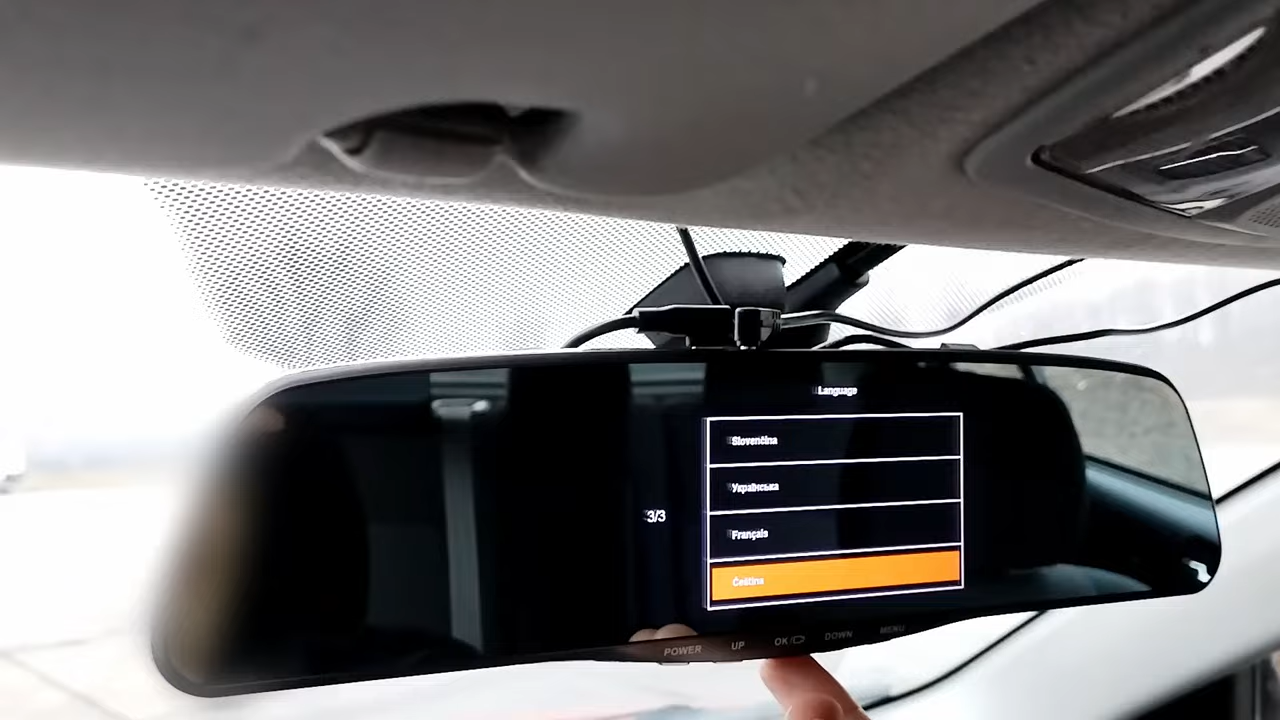 Language
Slovenčina
Українська
3/3
Français
Čeština
POWER UP OK/ DOWN MENU